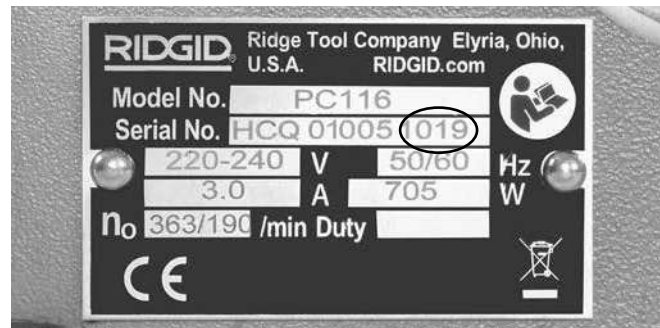 RIDGID® Ridge Tool Company Elyria, Ohio,
U.S.A. RIDGID.com
Model No. PC116
Serial No. HCQ 01005 1019
220-240 V 50/60 Hz
3.0 A 705 W
no 363/190 /min Duty
CE